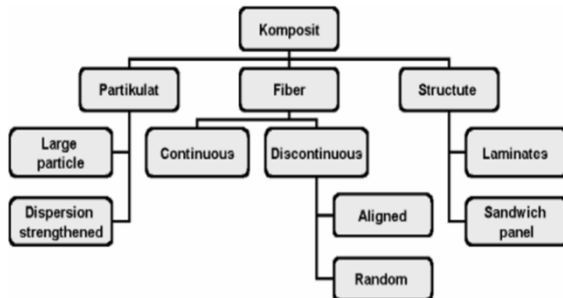 Komposit
Partikulat
Fiber
Structute
Large
particle
Continuous
Discontinuous
Laminates
Dispersion
strengthened
Aligned
Sandwich
panel
Random